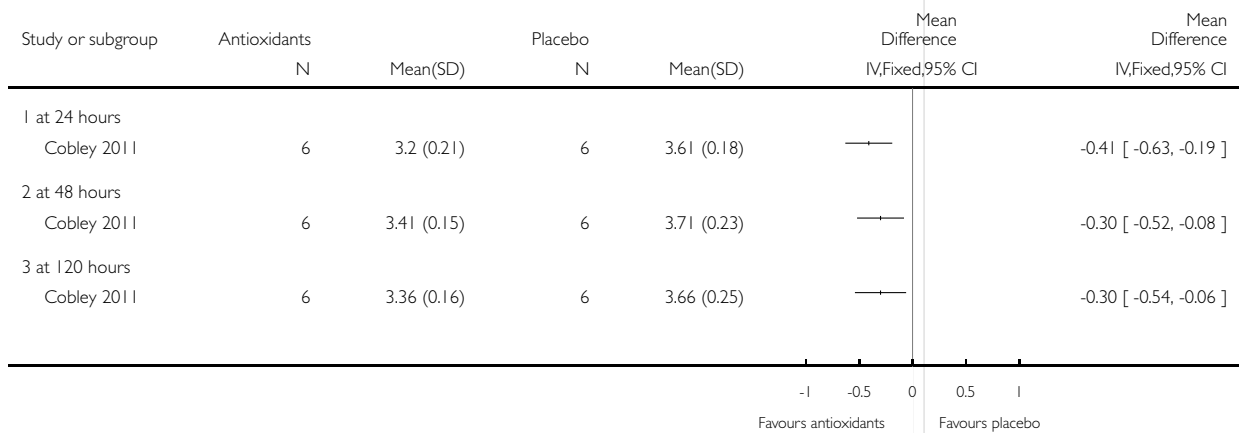 Study or subgroup Antioxidants Placebo Mean Difference Mean Difference
N Mean(SD) N Mean(SD) IV,Fixed,95% CI IV,Fixed,95% CI
1 at 24 hours
Cobley 2011 6 3.2 (0.21) 6 3.61 (0.18) -0.41 [ -0.63, -0.19 ]
2 at 48 hours
Cobley 2011 6 3.41 (0.15) 6 3.71 (0.23) -0.30 [ -0.52, -0.08 ]
3 at 120 hours
Cobley 2011 6 3.36 (0.16) 6 3.66 (0.25) -0.30 [ -0.54, -0.06 ]
-1 -0.5 0 0.5 1
Favours antioxidants Favours placebo